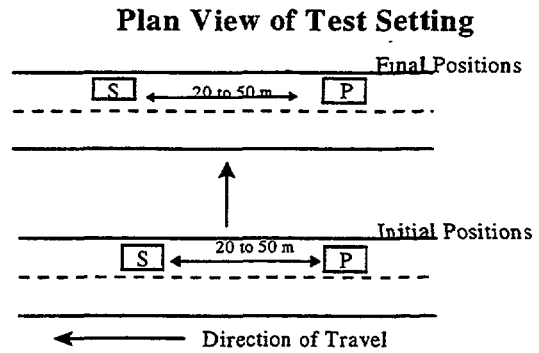 Plan View of Test Setting
Final Positions
S 20 to 50 m P
Initial Positions
20 to 50 m
S P
Direction of Travel